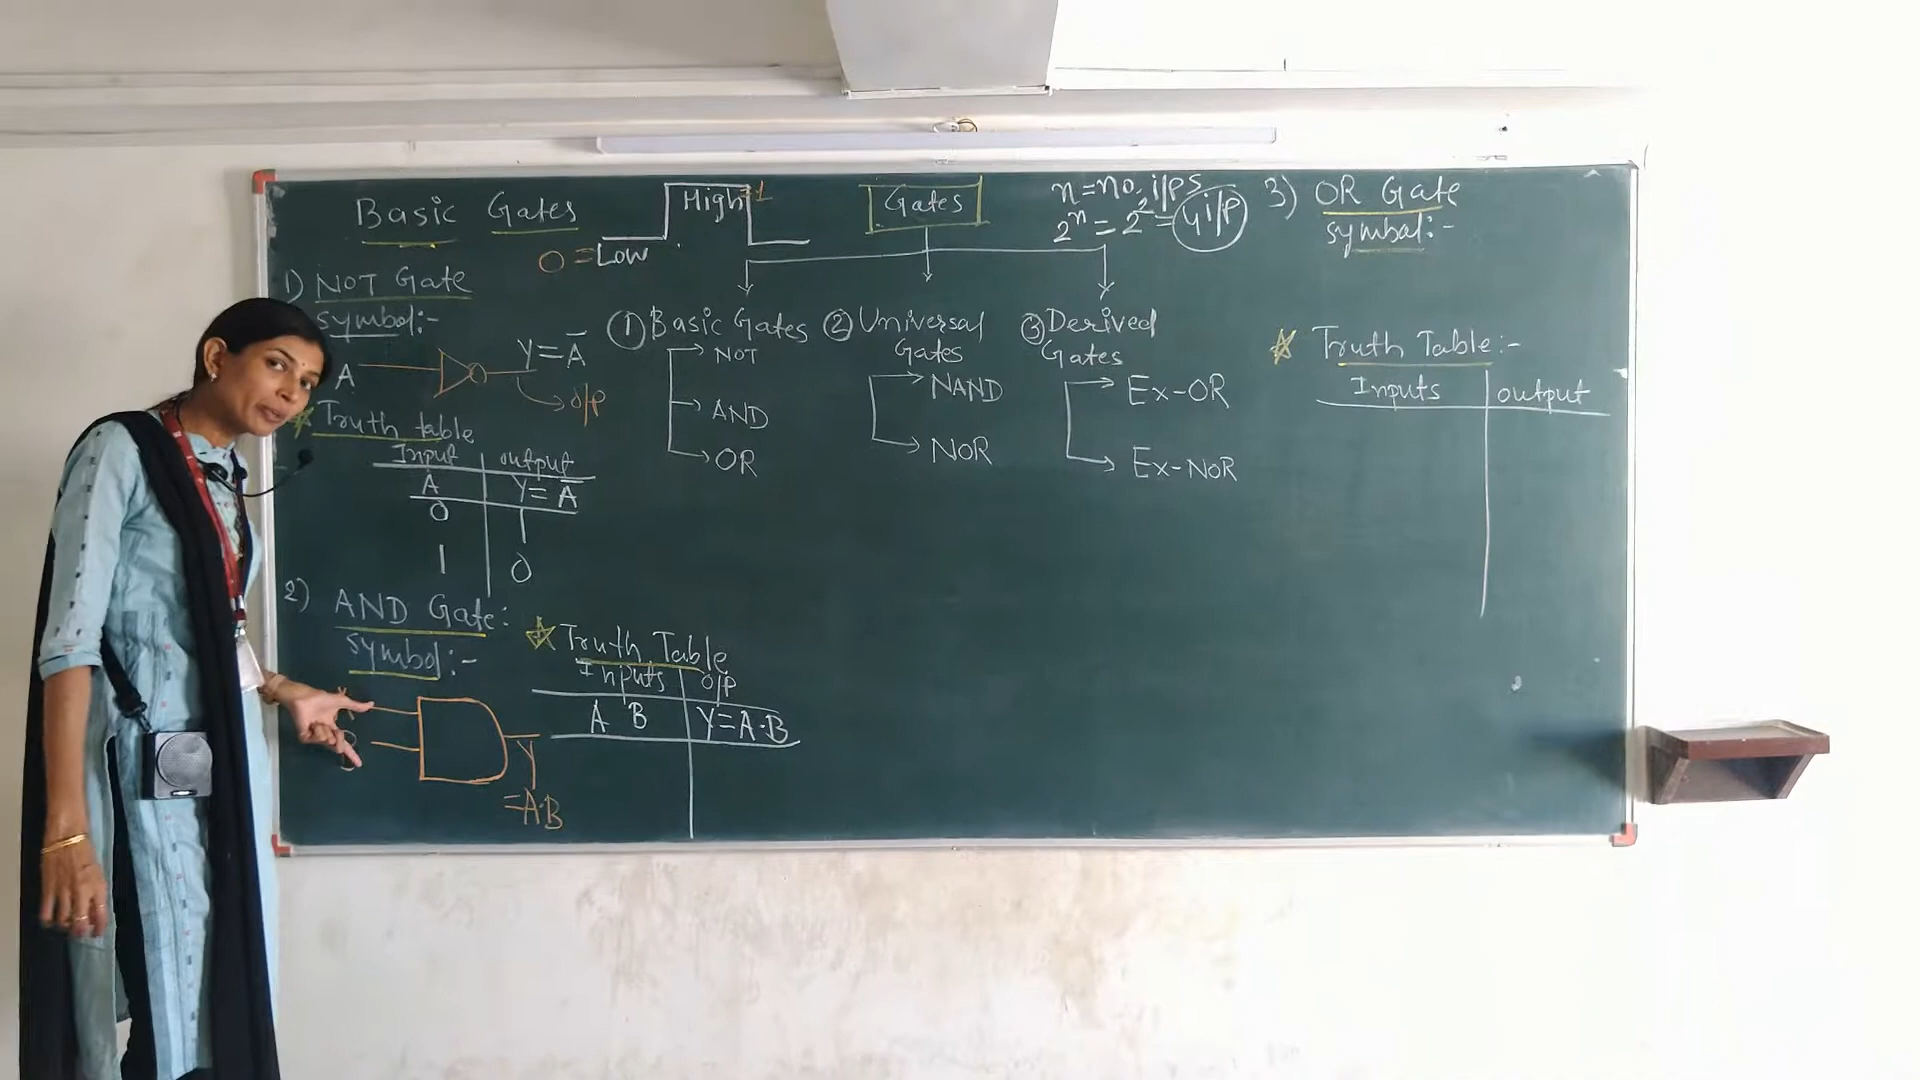 Basic Gates
High=1
0=Low
1) NOT Gate
symbol:-
A
Y=A̅
o/p
Truth table
Input output
A Y=A̅
0 1
1 0
2) AND Gate:
symbol:-
B
Y
=A·B
Truth Table
Inputs o/p
A B Y=A·B
Gates
n=no. i/ps
2ⁿ=2²=4i/p
① Basic Gates
NOT
AND
OR
② Universal
Gates
NAND
NOR
③ Derived
Gates
Ex-OR
Ex-NOR
3) OR Gate
symbol:-
Truth Table:-
Inputs output